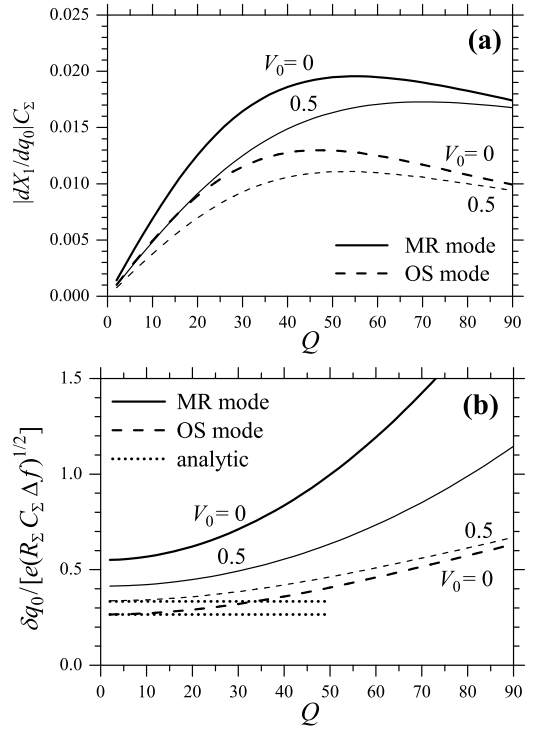 0.025
0.020
0.015
0.010
0.005
0.000
|dX₁/dq₀|C_Σ
(a)
V₀= 0
0.5
V₀= 0
0.5
MR mode
OS mode
0 10 20 30 40 50 60 70 80 90
Q
1.5
1.0
0.5
0.0
δq₀/[e(R_Σ C_Σ Δf)^1/2]
MR mode
OS mode
analytic
(b)
V₀= 0
0.5
0.5
V₀= 0
0 10 20 30 40 50 60 70 80 90
Q